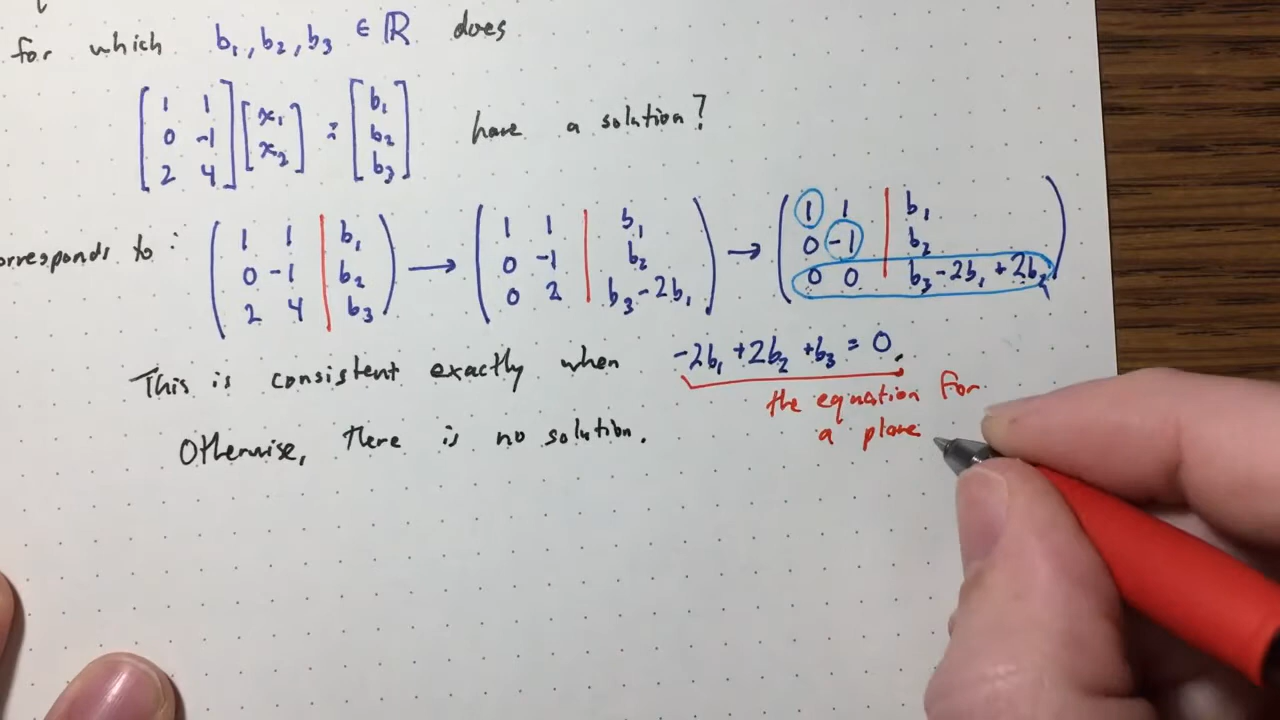 for which b₁, b₂, b₃ ∈ ℝ does
[1 1; 0 -1; 2 4] [x₁; x₂] = [b₁; b₂; b₃] have a solution?
orresponds to: (1 1 | b₁; 0 -1 | b₂; 2 4 | b₃) → (1 1 | b₁; 0 -1 | b₂; 0 2 | b₃ - 2b₁) → (1 1 | b₁; 0 -1 | b₂; 0 0 | b₃ - 2b₁ + 2b₂)
This is consistent exactly when -2b₁ + 2b₂ + b₃ = 0.
the equation for
a plane
Otherwise, there is no solution.